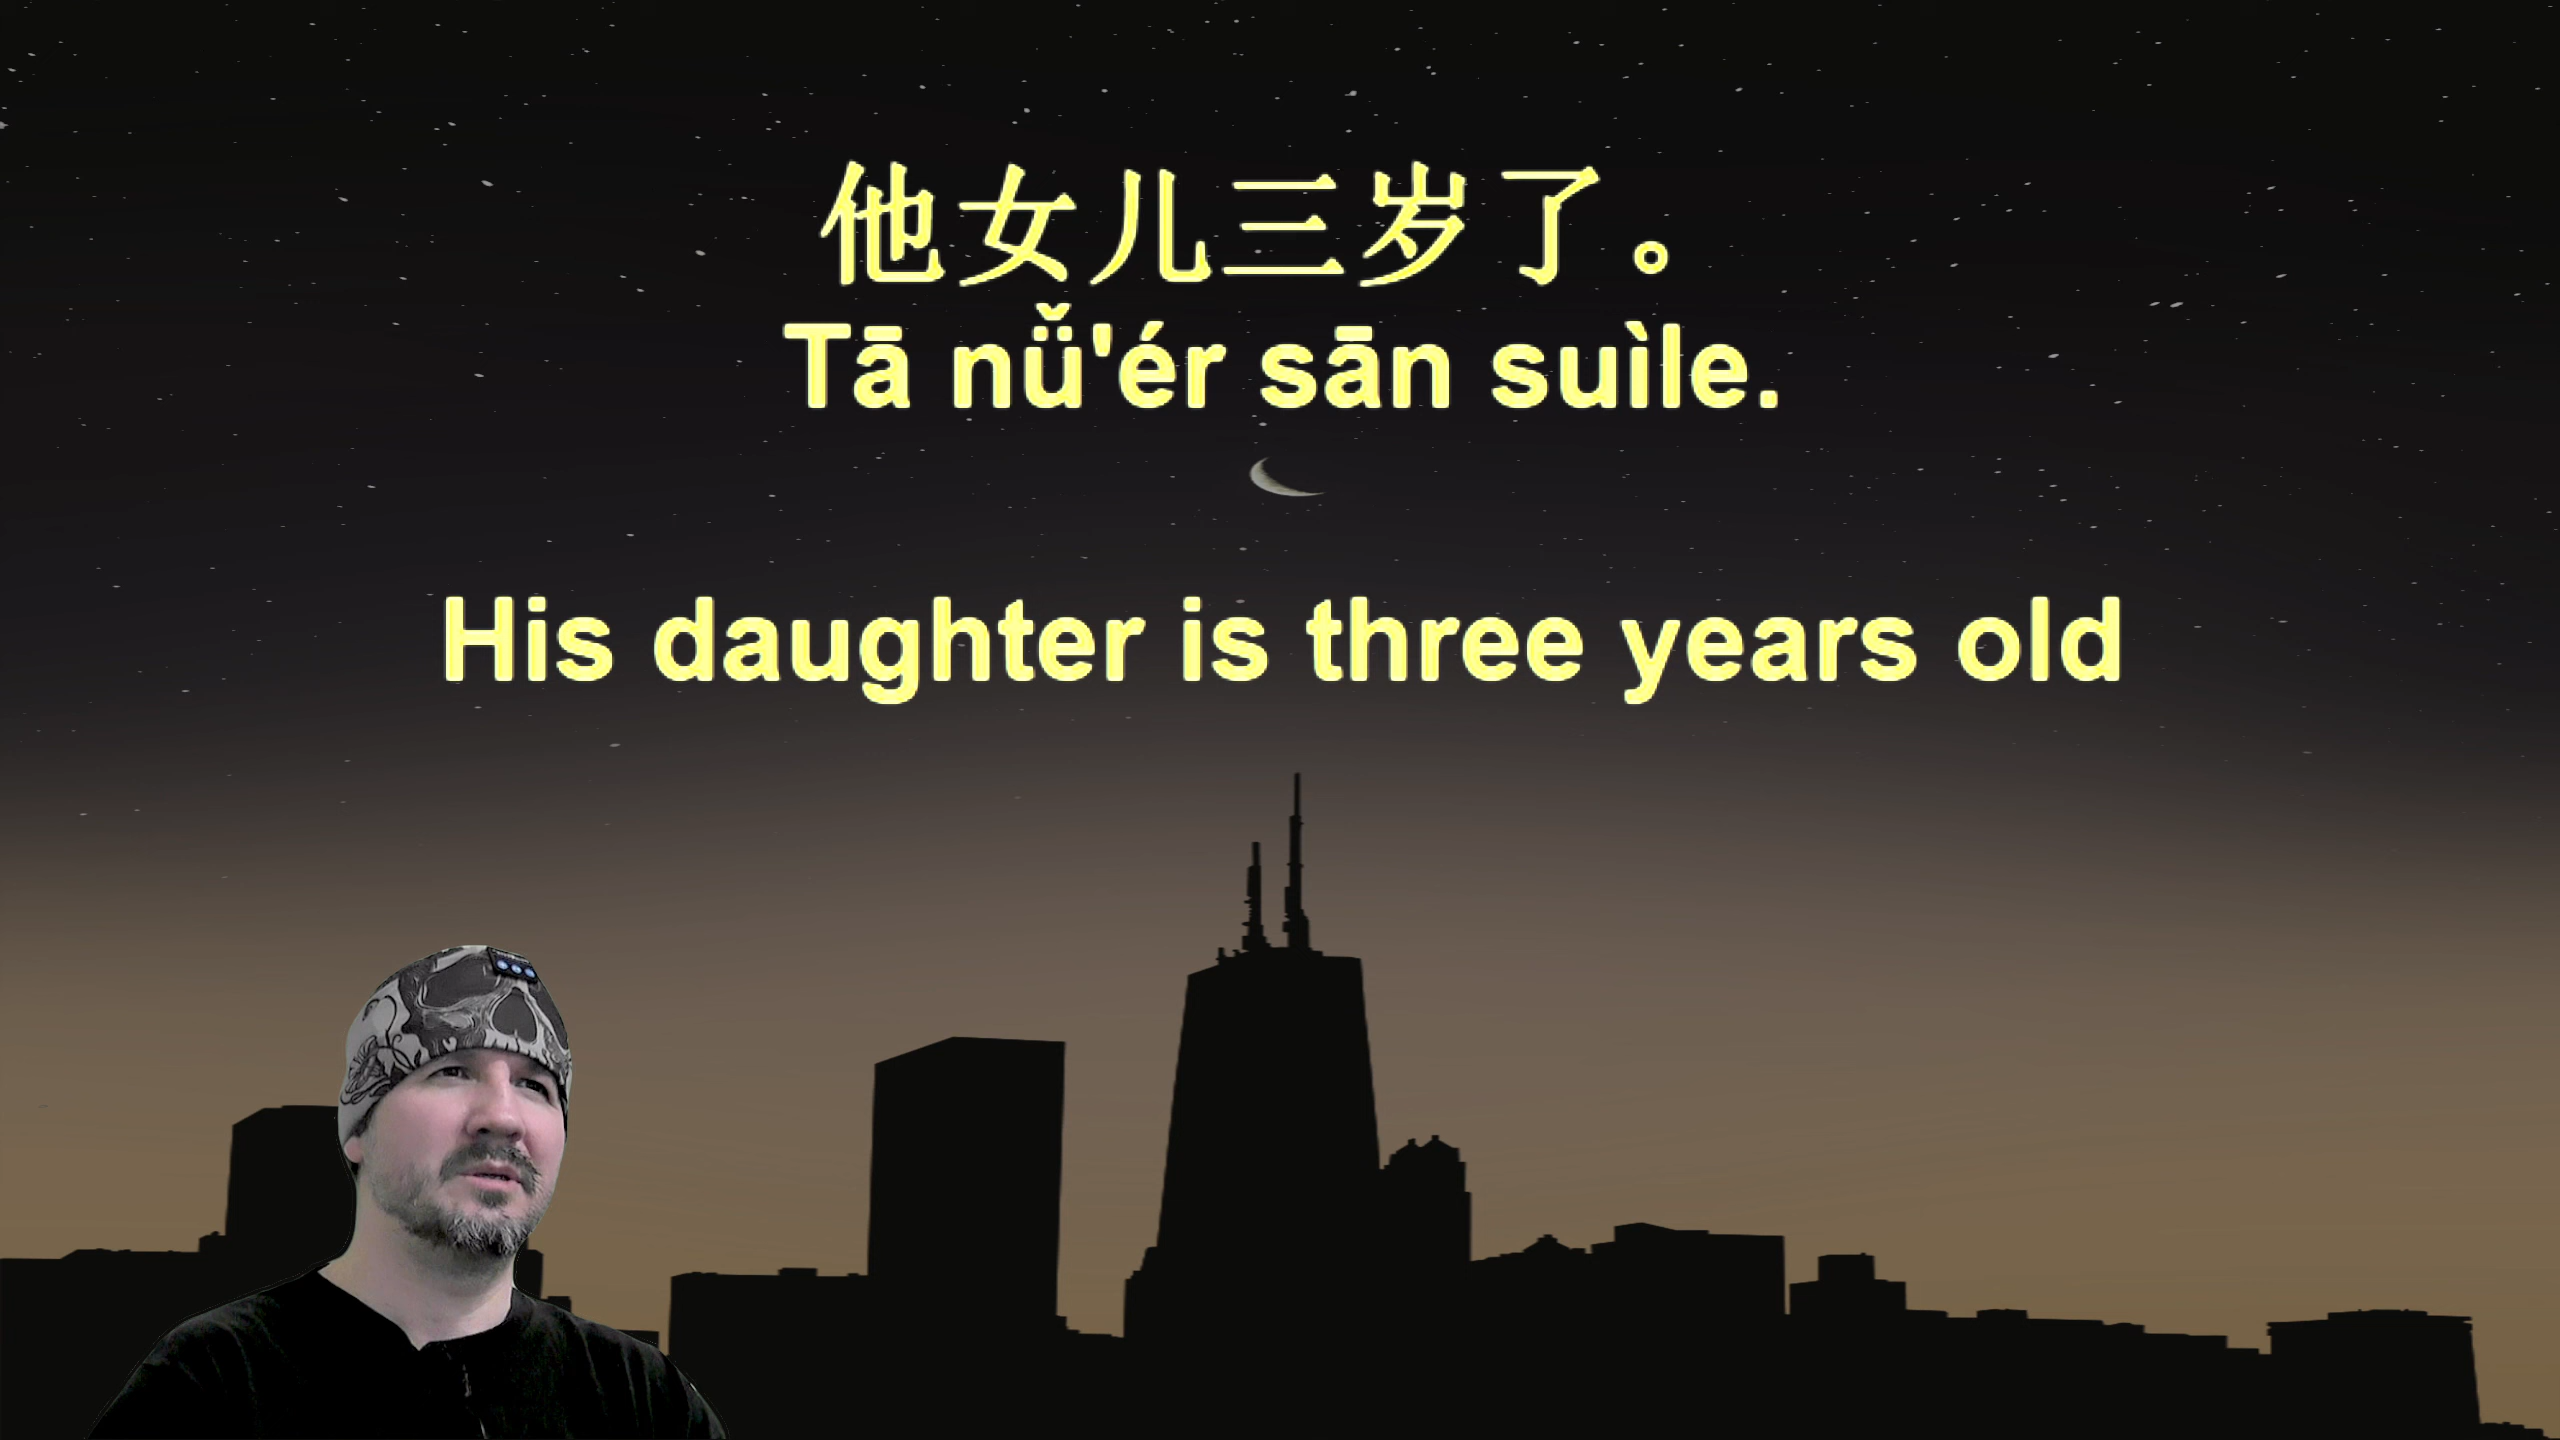 他女儿三岁了。
Tā nǚ'ér sān suìle.
His daughter is three years old